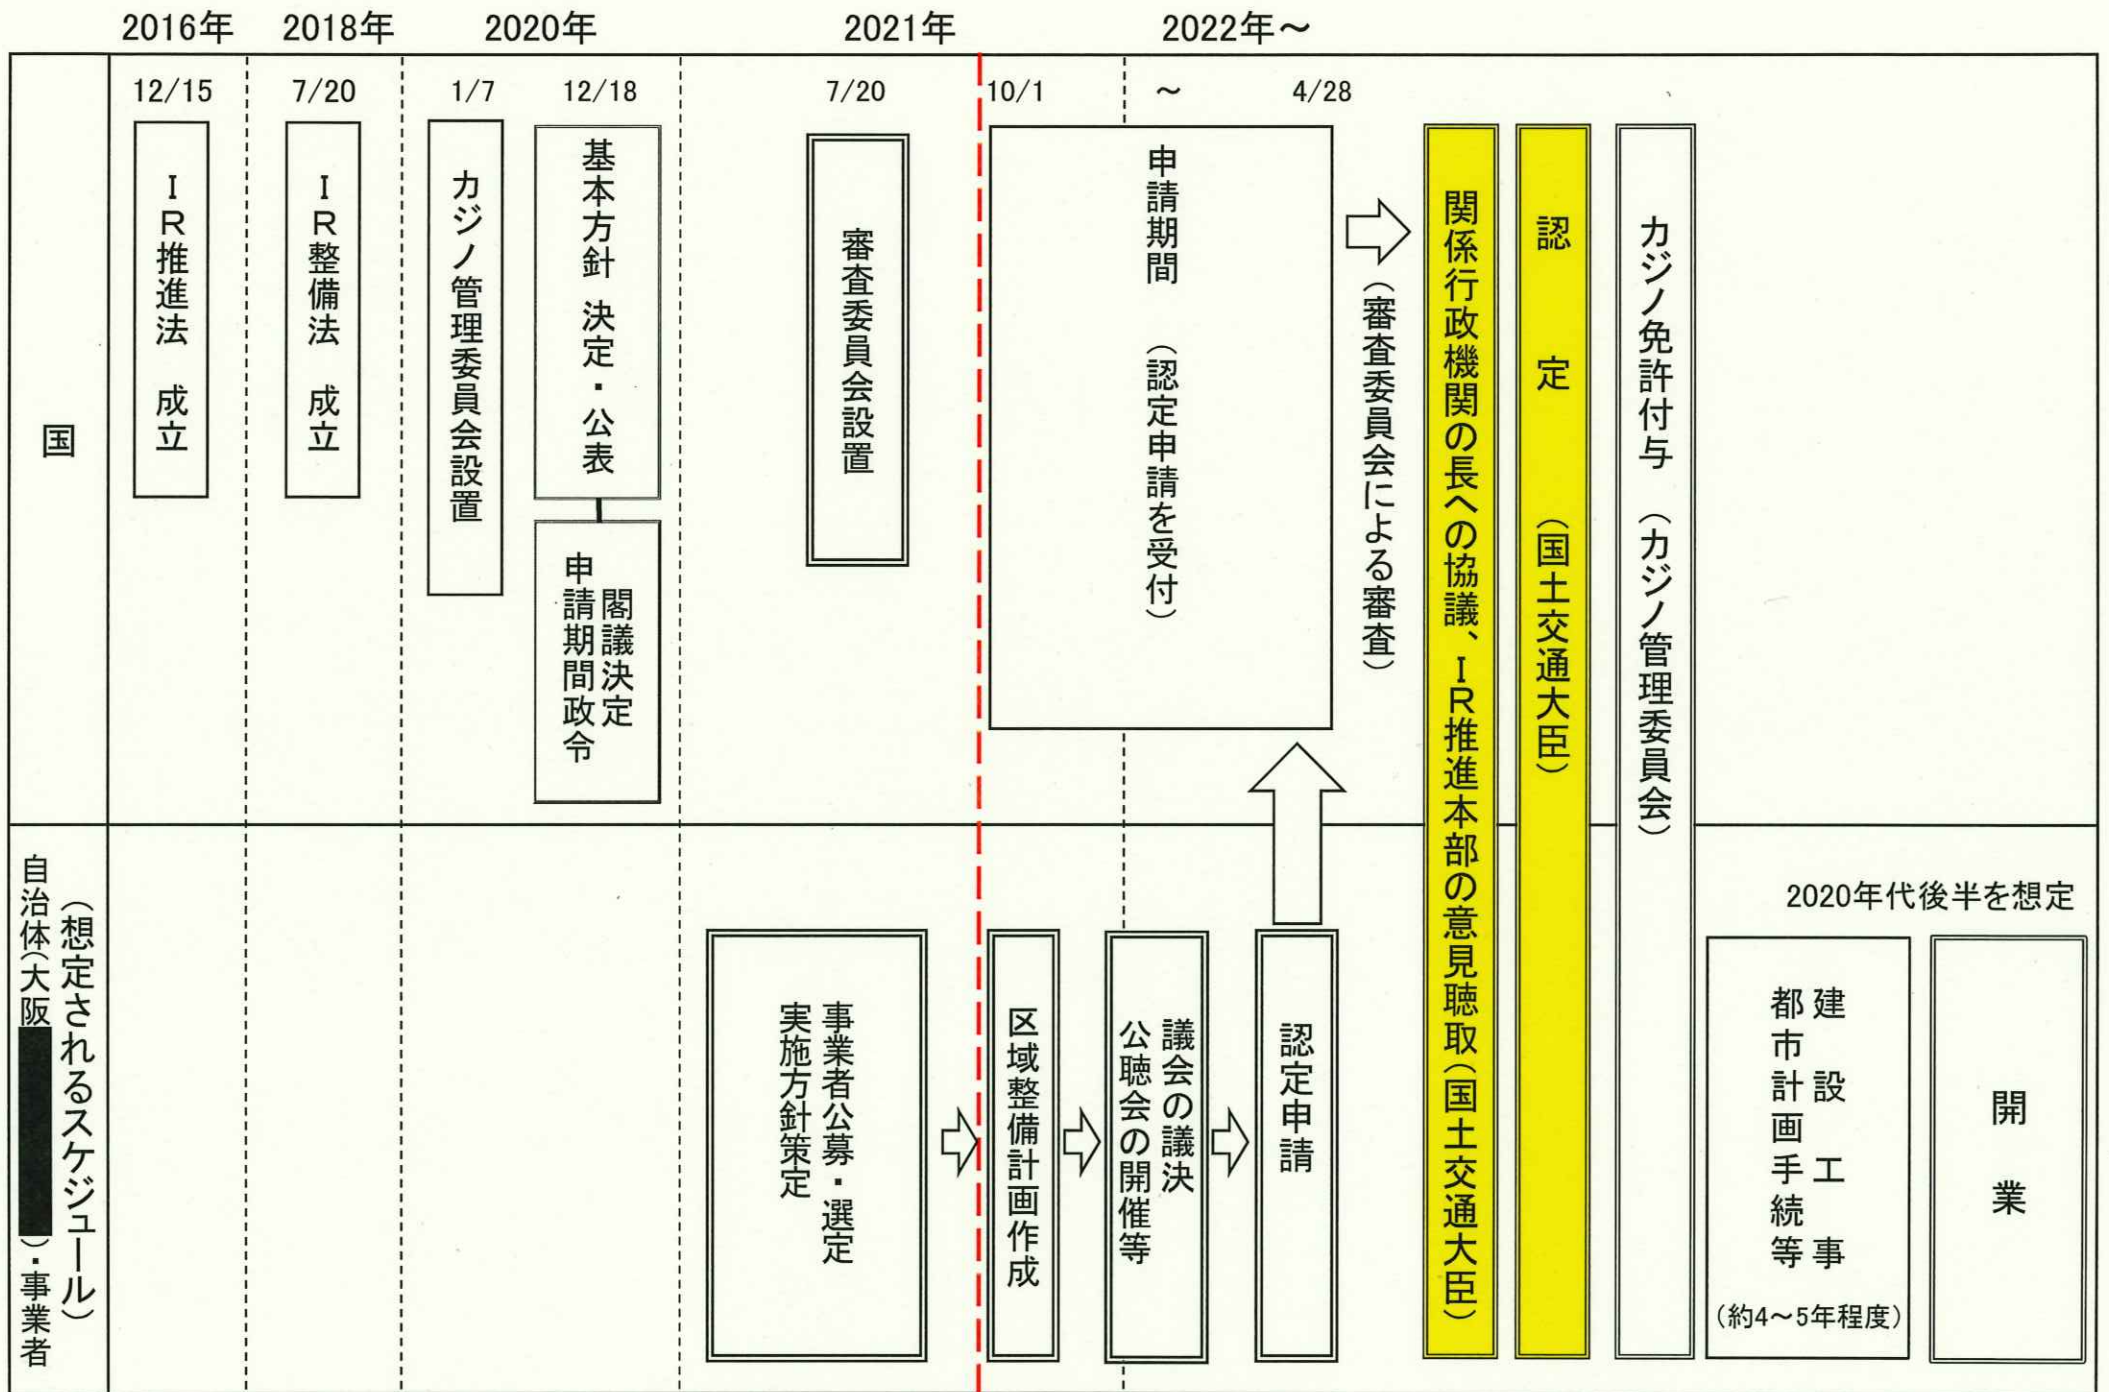 2016年
2018年
2020年
2021年
2022年～
国
12/15
IR推進法 成立
7/20
IR整備法 成立
1/7
カジノ管理委員会設置
12/18
基本方針 決定・公表
申請期間政令
閣議決定
7/20
審査委員会設置
10/1 ～ 4/28
申請期間 （認定申請を受付）
（審査委員会による審査）
関係行政機関の長への協議、IR推進本部の意見聴取（国土交通大臣）
認定 （国土交通大臣）
カジノ免許付与 （カジノ管理委員会）
自治体（大阪）・事業者
（想定されるスケジュール）
実施方針策定
事業者公募・選定
区域整備計画作成
公聴会の開催等
議会の議決
認定申請
都市計画手続等
建設工事
（約4～5年程度）
2020年代後半を想定
開業